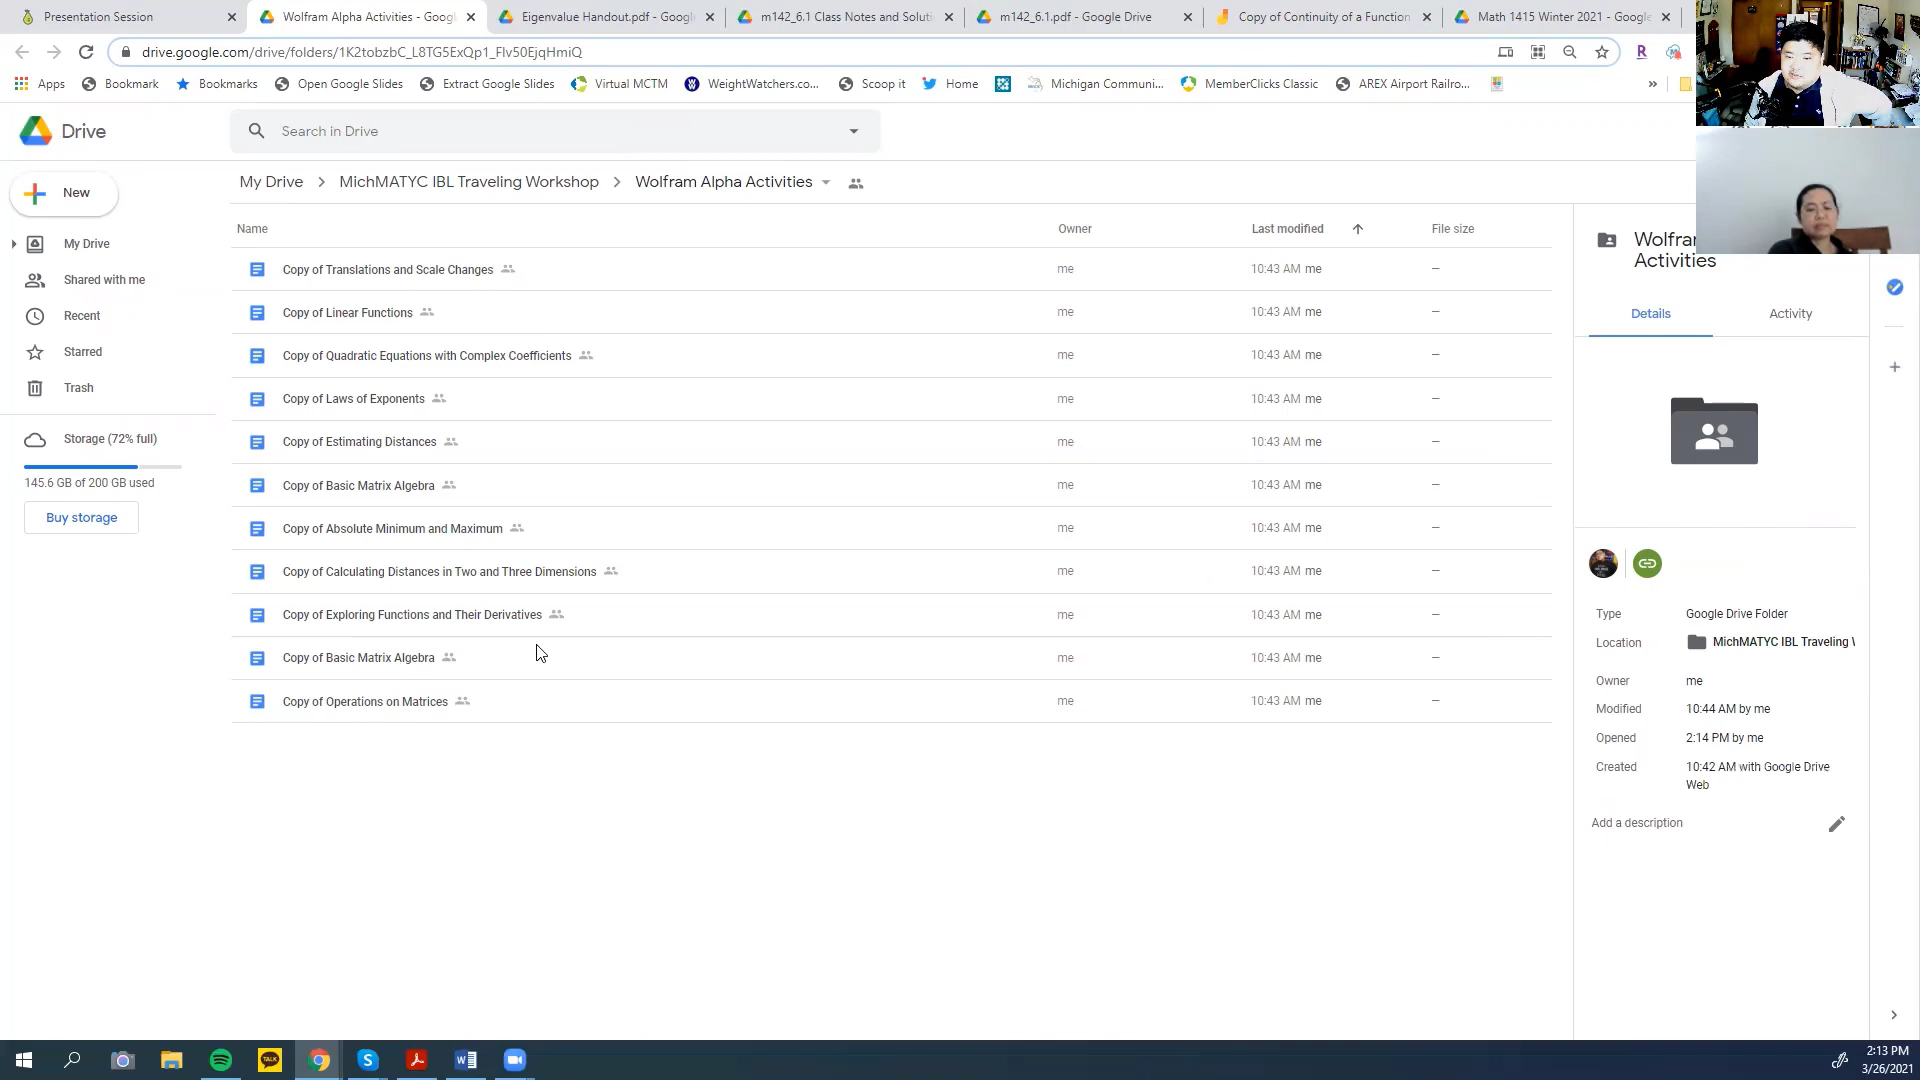 Presentation Session
Wolfram Alpha Activities - Googl
Eigenvalue Handout.pdf - Googl
m142_6.1 Class Notes and Soluti
m142_6.1.pdf - Google Drive
Copy of Continuity of a Function
Math 1415 Winter 2021 - Google
drive.google.com/drive/folders/1K2tobzbC_L8TG5ExQp1_Flv50EjqHmiQ
Apps
Bookmark
Bookmarks
Open Google Slides
Extract Google Slides
Virtual MCTM
WeightWatchers.co...
Scoop it
Home
Michigan Communi...
MemberClicks Classic
AREX Airport Railro...
Drive
Search in Drive
New
My Drive
Shared with me
Recent
Starred
Trash
Storage (72% full)
145.6 GB of 200 GB used
Buy storage
My Drive > MichMATYC IBL Traveling Workshop > Wolfram Alpha Activities
Name Owner Last modified File size
Copy of Translations and Scale Changes me 10:43 AM me –
Copy of Linear Functions me 10:43 AM me –
Copy of Quadratic Equations with Complex Coefficients me 10:43 AM me –
Copy of Laws of Exponents me 10:43 AM me –
Copy of Estimating Distances me 10:43 AM me –
Copy of Basic Matrix Algebra me 10:43 AM me –
Copy of Absolute Minimum and Maximum me 10:43 AM me –
Copy of Calculating Distances in Two and Three Dimensions me 10:43 AM me –
Copy of Exploring Functions and Their Derivatives me 10:43 AM me –
Copy of Basic Matrix Algebra me 10:43 AM me –
Copy of Operations on Matrices me 10:43 AM me –
Wolfra
Activities
Details Activity
Type Google Drive Folder
Location MichMATYC IBL Traveling W
Owner me
Modified 10:44 AM by me
Opened 2:14 PM by me
Created 10:42 AM with Google Drive
Web
Add a description
TALK
2:13 PM
3/26/2021